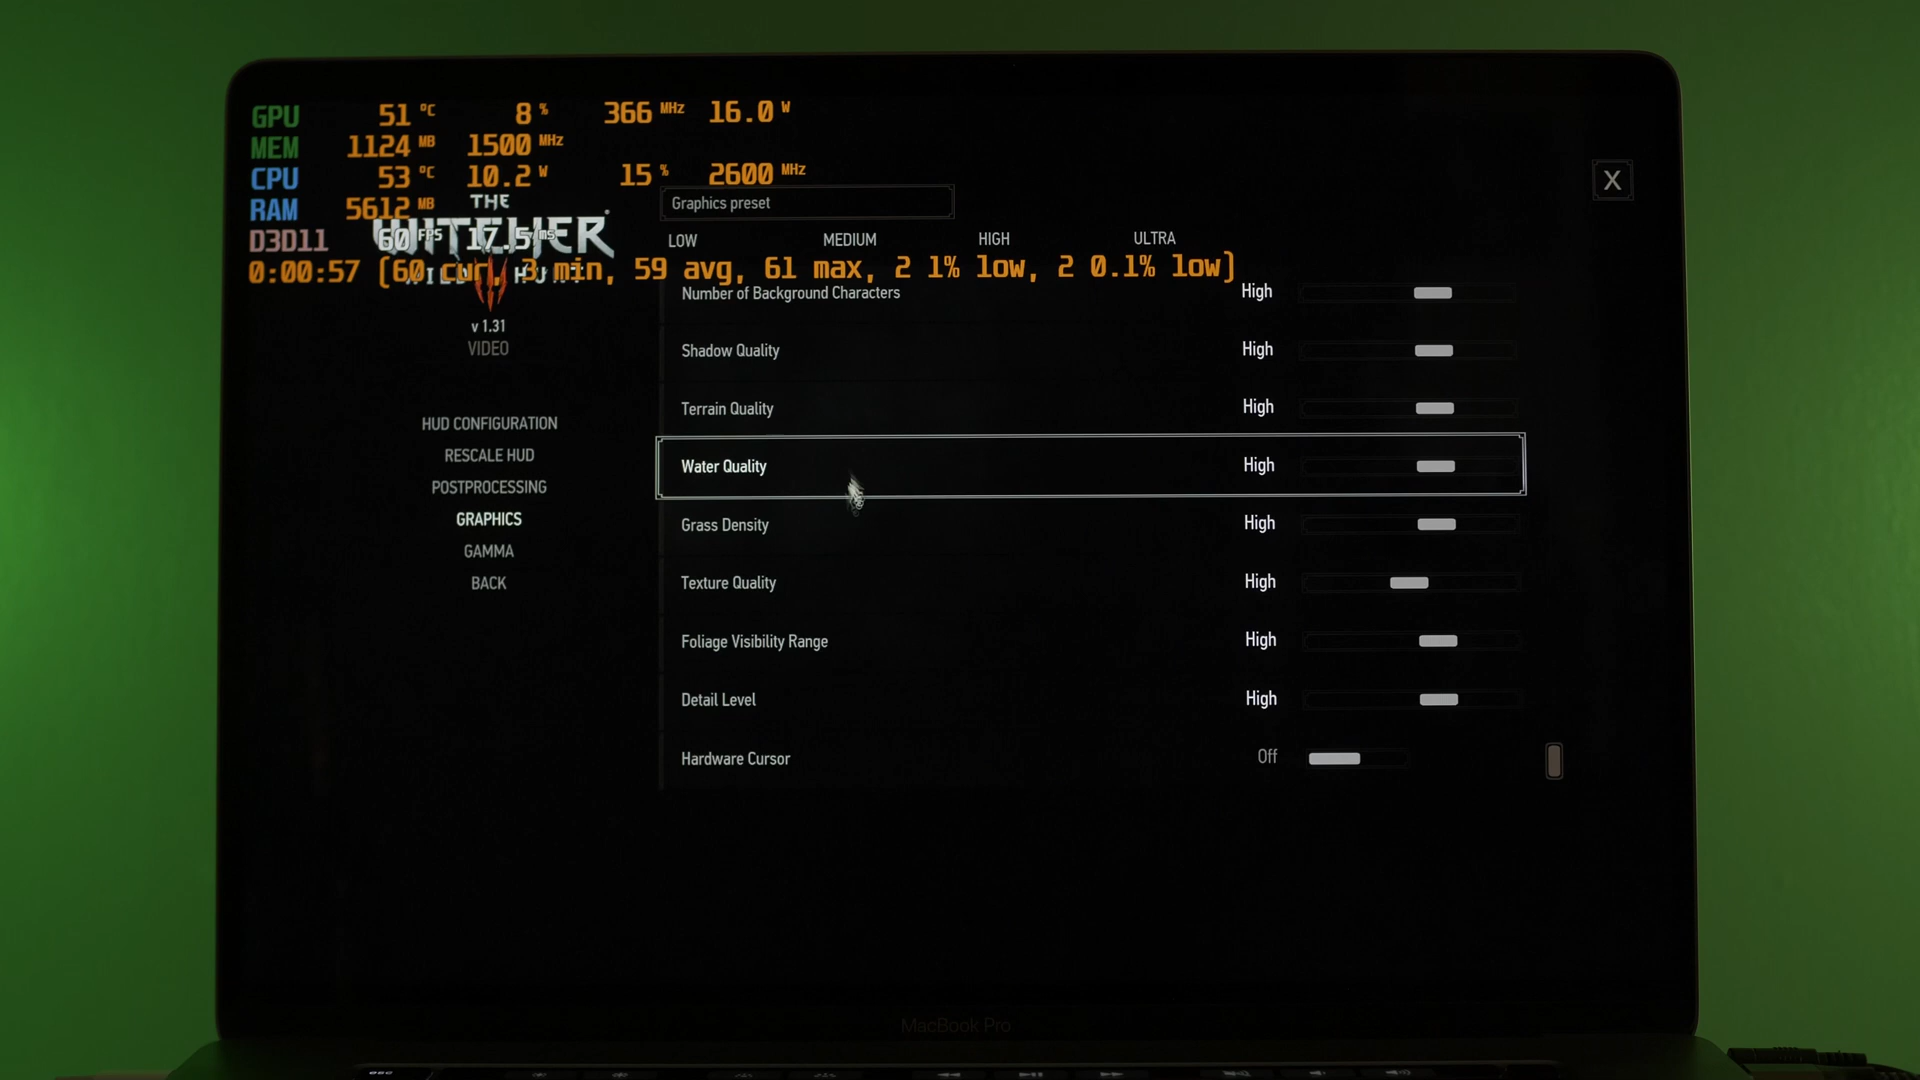 GPU 51 °C 8 % 366 MHz 16.0 W
MEM 1124 MB 1500 MHz
CPU 53 °C 10.2 W 15 % 2600 MHz
RAM 5612 MB
D3D11 60 FPS 17.5 ms
0:00:57 [60 cur, 3 min, 59 avg, 61 max, 2 1% low, 2 0.1% low]
THE
WITCHER
WILD HUNT
v 1.31
VIDEO
HUD CONFIGURATION
RESCALE HUD
POSTPROCESSING
GRAPHICS
GAMMA
BACK
X
Graphics preset
LOW MEDIUM HIGH ULTRA
Number of Background Characters High
Shadow Quality High
Terrain Quality High
Water Quality High
Grass Density High
Texture Quality High
Foliage Visibility Range High
Detail Level High
Hardware Cursor Off
MacBook Pro
esc